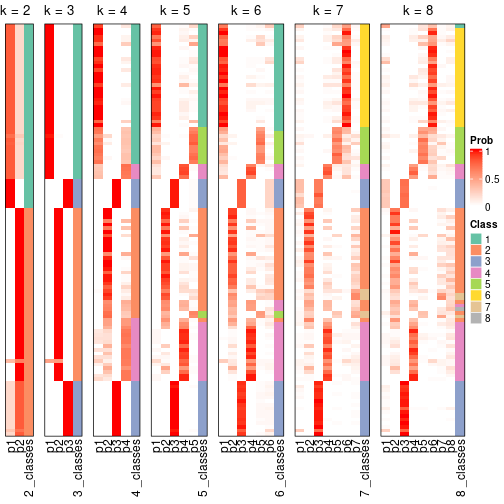 k = 2
k = 3
k = 4
k = 5
k = 6
k = 7
k = 8
Prob
1
0.5
0
Class
1
2
3
4
5
6
7
8
p1
p2
2_classes
p1
p2
p3
3_classes
p1
p2
p3
p4
4_classes
p1
p2
p3
p4
p5
5_classes
p1
p2
p3
p4
p5
p6
6_classes
p1
p2
p3
p4
p5
p6
p7
7_classes
p1
p2
p3
p4
p5
p6
p7
p8
8_classes